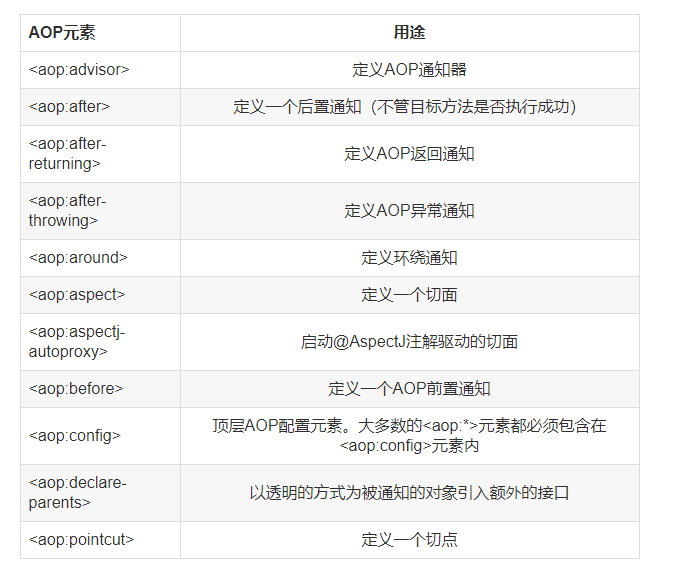 AOP元素 用途
<aop:advisor> 定义AOP通知器
<aop:after> 定义一个后置通知（不管目标方法是否执行成功）
<aop:after-
returning> 定义AOP返回通知
<aop:after-
throwing> 定义AOP异常通知
<aop:around> 定义环绕通知
<aop:aspect> 定义一个切面
<aop:aspectj-
autoproxy> 启动@AspectJ注解驱动的切面
<aop:before> 定义一个AOP前置通知
<aop:config> 顶层AOP配置元素。大多数的<aop:*>元素都必须包含在
<aop:config>元素内
<aop:declare-
parents> 以透明的方式为被通知的对象引入额外的接口
<aop:pointcut> 定义一个切点